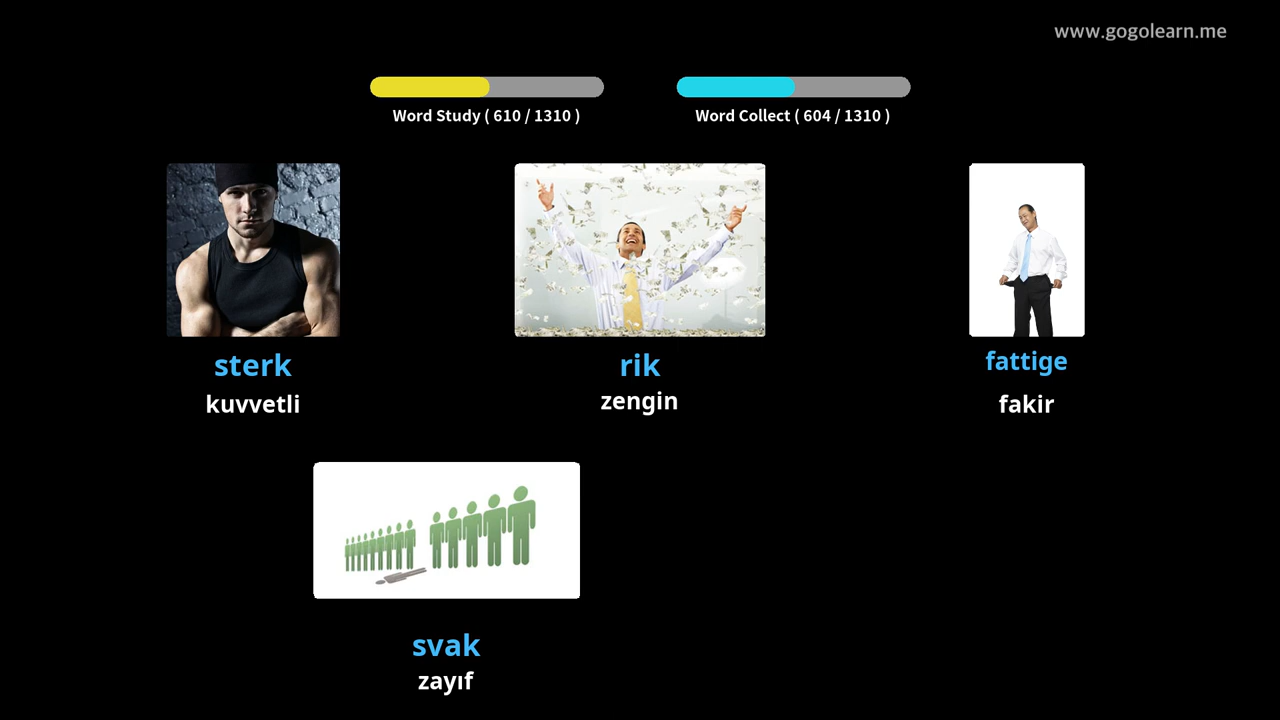 www.gogolearn.me
Word Study ( 610 / 1310 )
Word Collect ( 604 / 1310 )
sterk
kuvvetli
rik
zengin
fattige
fakir
svak
zayıf